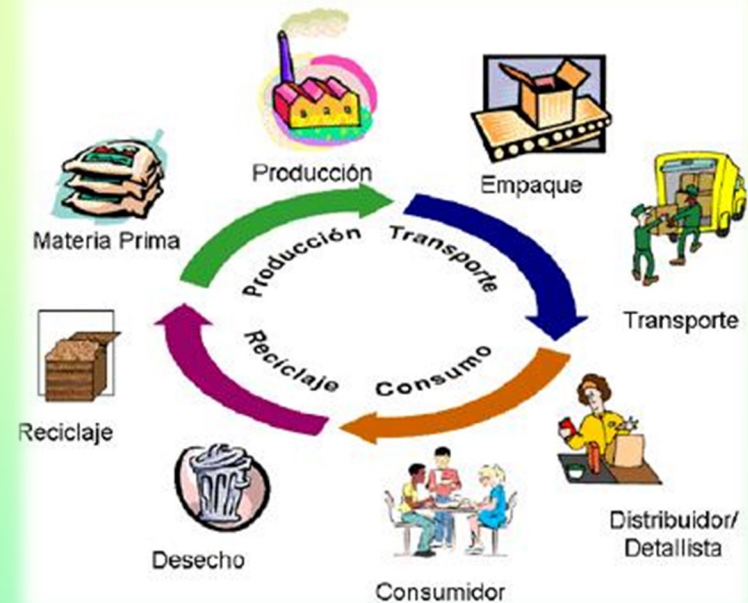 Producción
Empaque
Materia Prima
Producción
Transporte
Transporte
Reciclaje
Consumo
Reciclaje
Distribuidor/
Detallista
Desecho
Consumidor